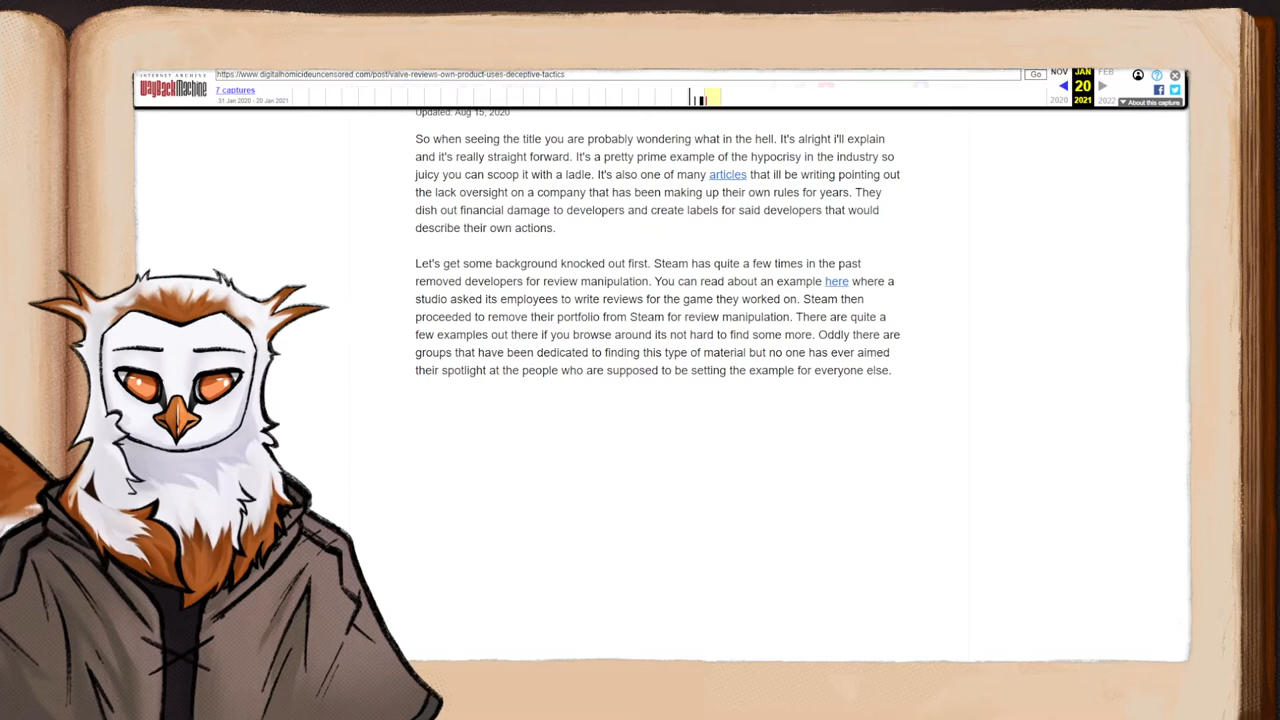 INTERNET ARCHIVE
WayBackMachine
https://www.digitalhomicideuncensored.com/post/valve-reviews-own-product-uses-deceptive-tactics
Go
NOV JAN FEB
7 captures
20
31 Jan 2020 - 20 Jan 2021
2020 2021 2022
About this capture
Updated: Aug 15, 2020
So when seeing the title you are probably wondering what in the hell. It's alright i'll explain
and it's really straight forward. It's a pretty prime example of the hypocrisy in the industry so
juicy you can scoop it with a ladle. It's also one of many articles that ill be writing pointing out
the lack oversight on a company that has been making up their own rules for years. They
dish out financial damage to developers and create labels for said developers that would
describe their own actions.
Let's get some background knocked out first. Steam has quite a few times in the past
removed developers for review manipulation. You can read about an example here where a
studio asked its employees to write reviews for the game they worked on. Steam then
proceeded to remove their portfolio from Steam for review manipulation. There are quite a
few examples out there if you browse around its not hard to find some more. Oddly there are
groups that have been dedicated to finding this type of material but no one has ever aimed
their spotlight at the people who are supposed to be setting the example for everyone else.